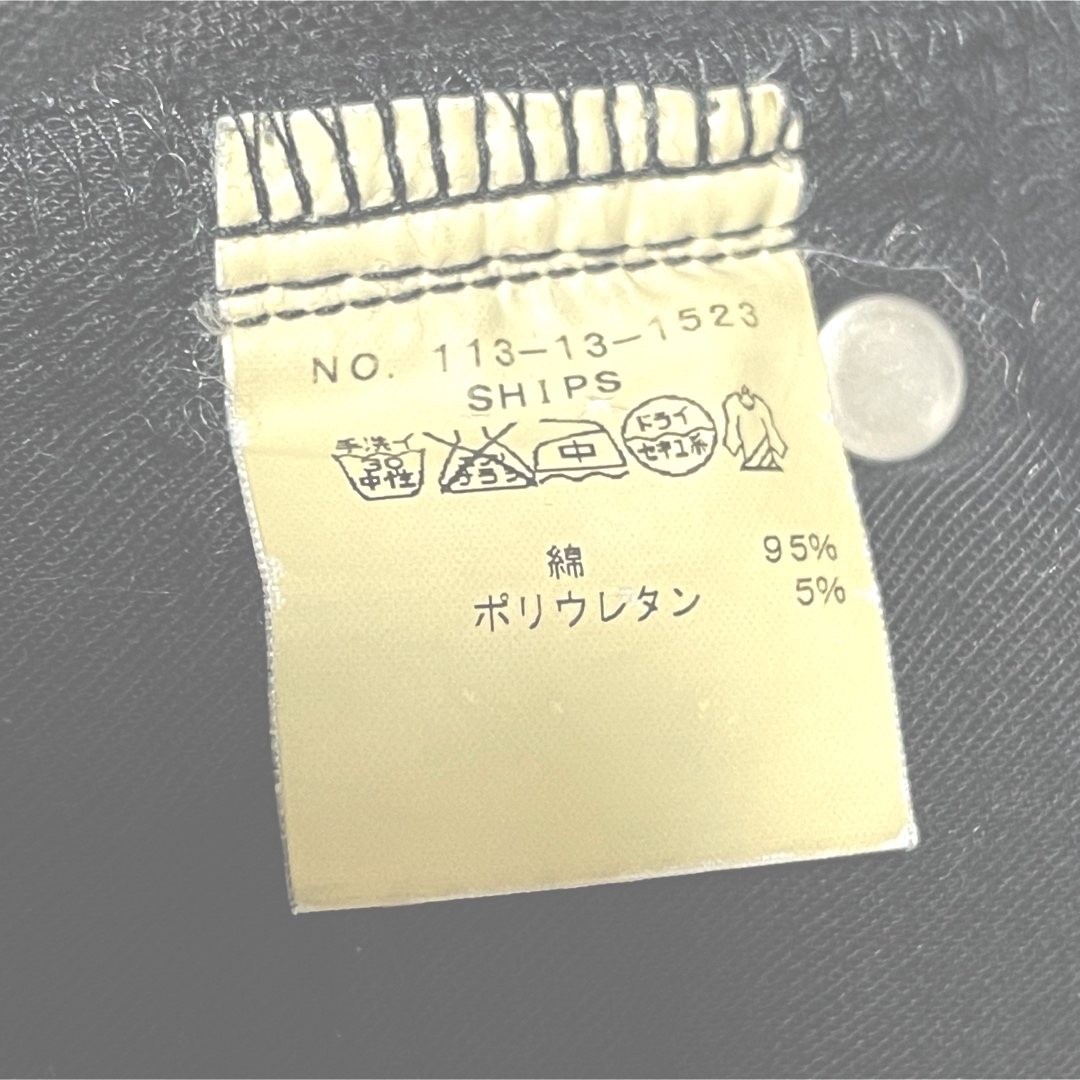 NO. 113-13-1523
SHIPS
手洗イ
30
中性
中
ドライ
セキユ系
綿 95%
ポリウレタン 5%